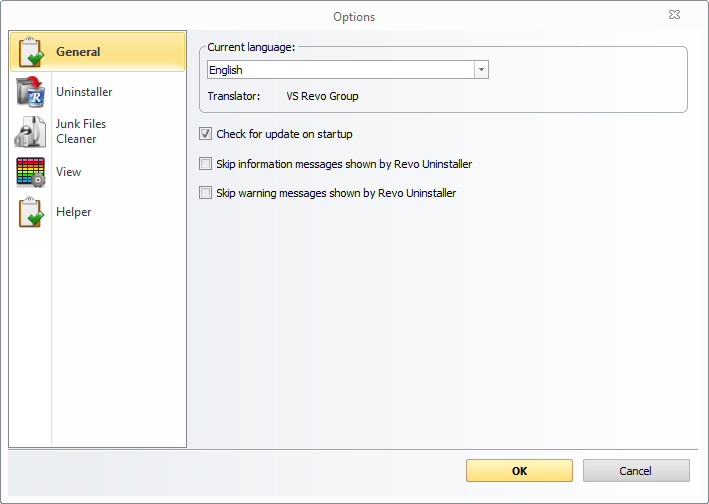 Options
General
Uninstaller
Junk Files
Cleaner
View
Helper
Current language:
English
Translator: VS Revo Group
Check for update on startup
Skip information messages shown by Revo Uninstaller
Skip warning messages shown by Revo Uninstaller
OK
Cancel